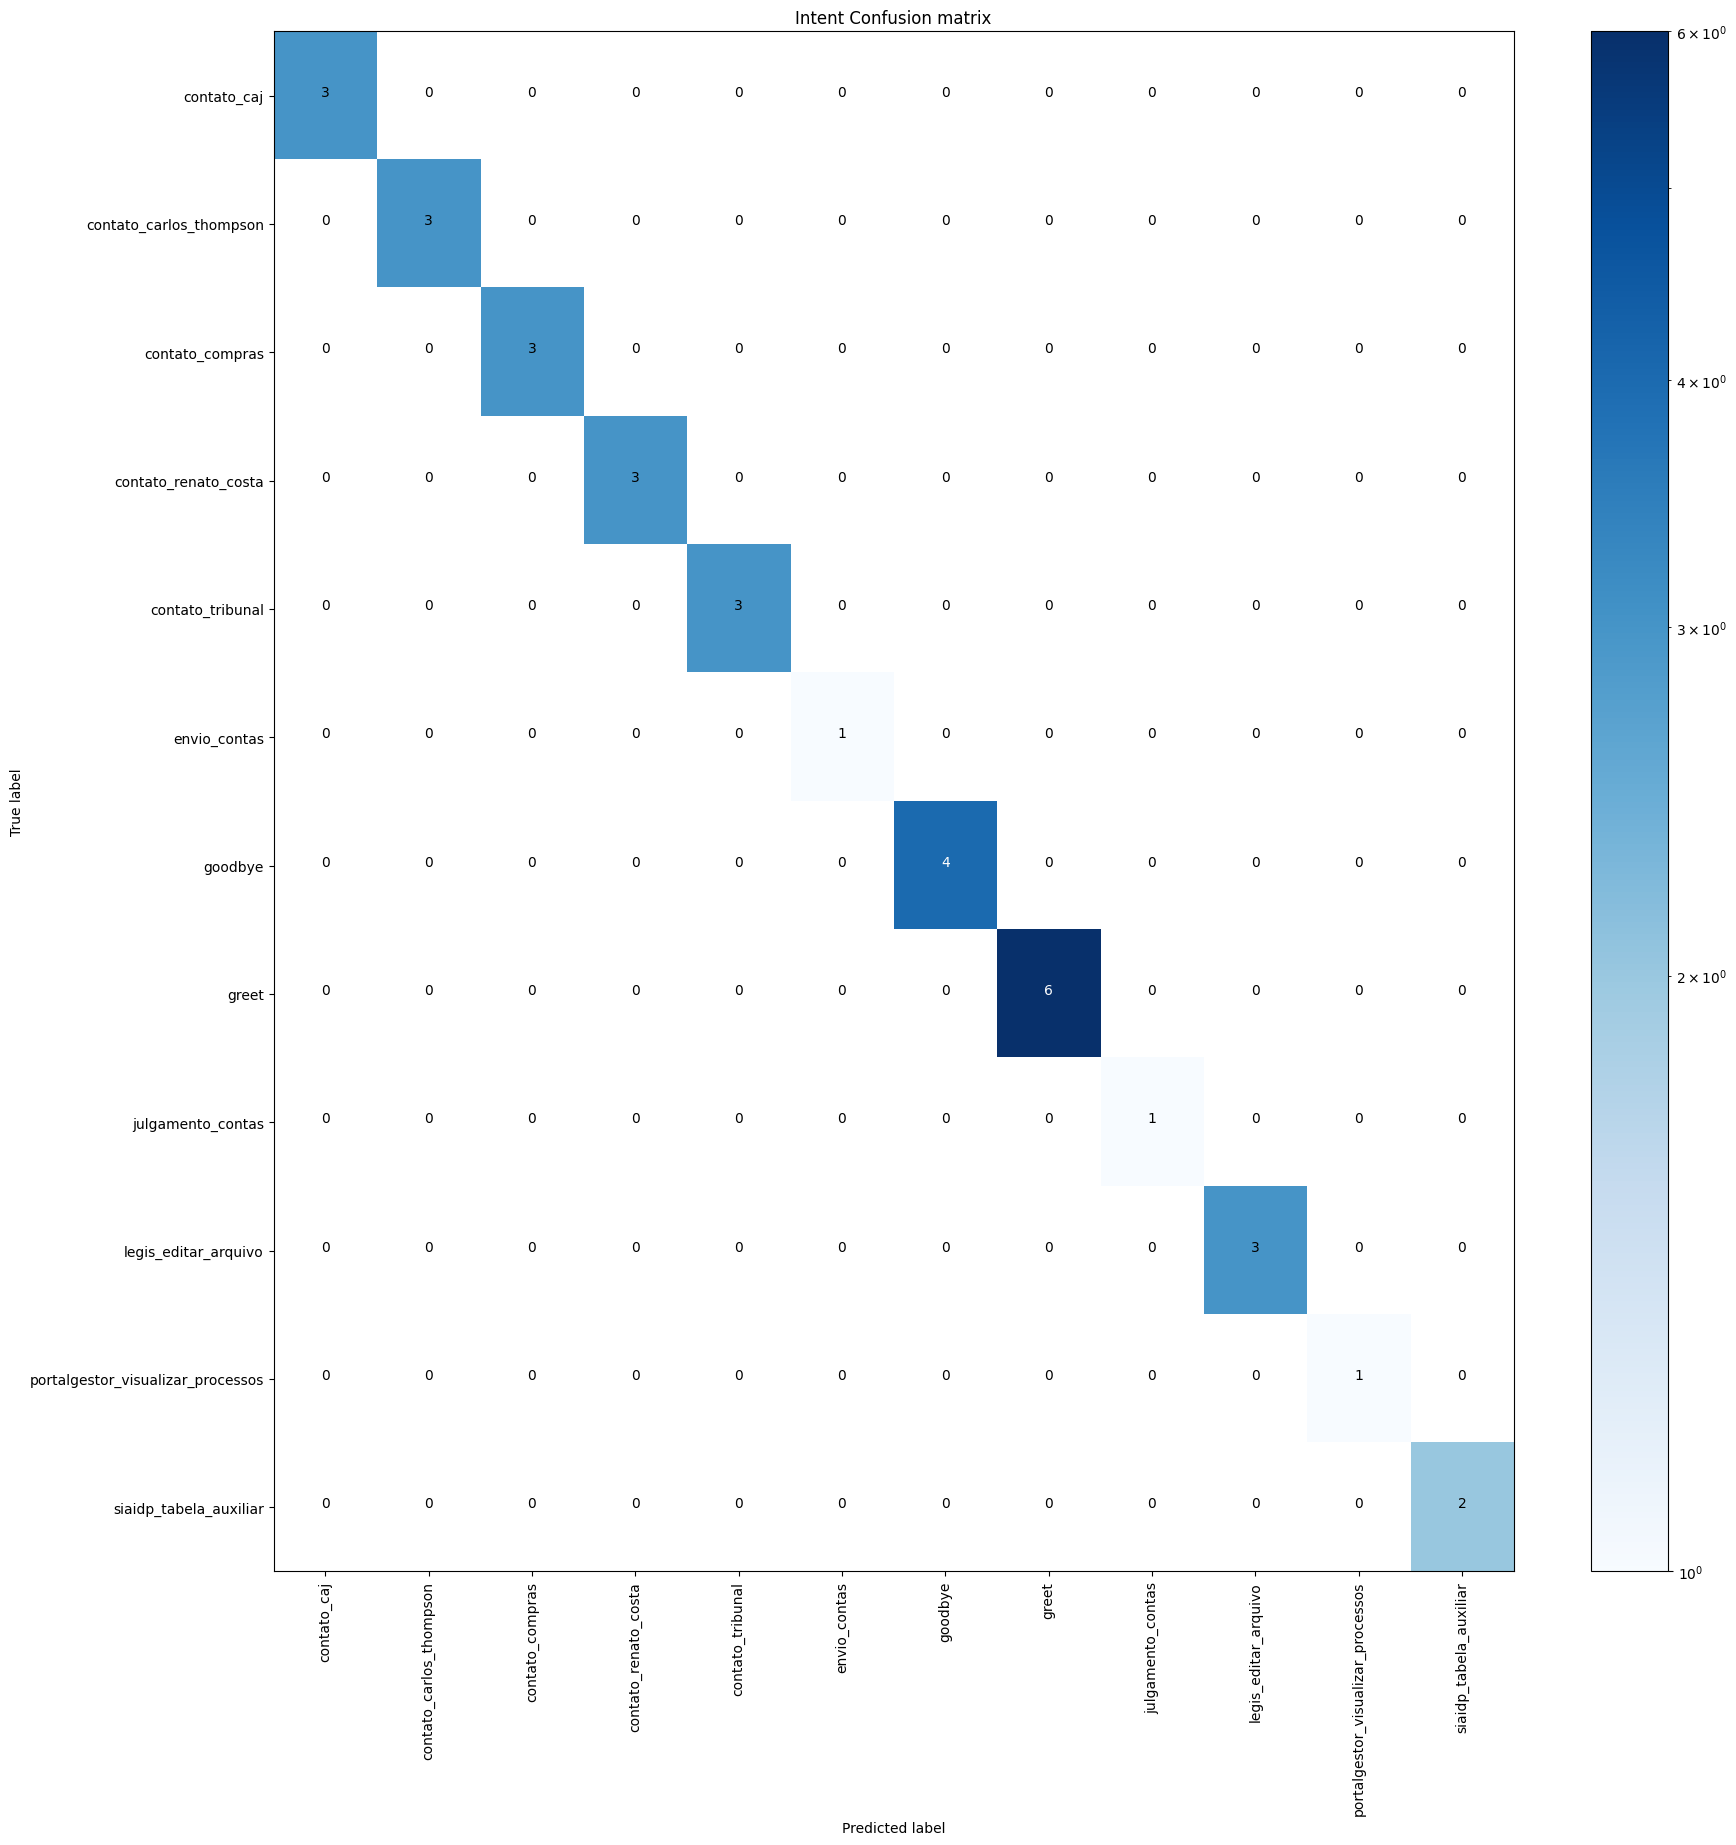 Intent Confusion matrix
True label
contato_caj 3 0 0 0 0 0 0 0 0 0 0 0
contato_carlos_thompson 0 3 0 0 0 0 0 0 0 0 0 0
contato_compras 0 0 3 0 0 0 0 0 0 0 0 0
contato_renato_costa 0 0 0 3 0 0 0 0 0 0 0 0
contato_tribunal 0 0 0 0 3 0 0 0 0 0 0 0
envio_contas 0 0 0 0 0 1 0 0 0 0 0 0
goodbye 0 0 0 0 0 0 4 0 0 0 0 0
greet 0 0 0 0 0 0 0 6 0 0 0 0
julgamento_contas 0 0 0 0 0 0 0 0 1 0 0 0
legis_editar_arquivo 0 0 0 0 0 0 0 0 0 3 0 0
portalgestor_visualizar_processos 0 0 0 0 0 0 0 0 0 0 1 0
siaidp_tabela_auxiliar 0 0 0 0 0 0 0 0 0 0 0 2
contato_caj
contato_carlos_thompson
contato_compras
contato_renato_costa
contato_tribunal
envio_contas
goodbye
greet
julgamento_contas
legis_editar_arquivo
portalgestor_visualizar_processos
siaidp_tabela_auxiliar
Predicted label
6 × 10⁰
4 × 10⁰
3 × 10⁰
2 × 10⁰
10⁰